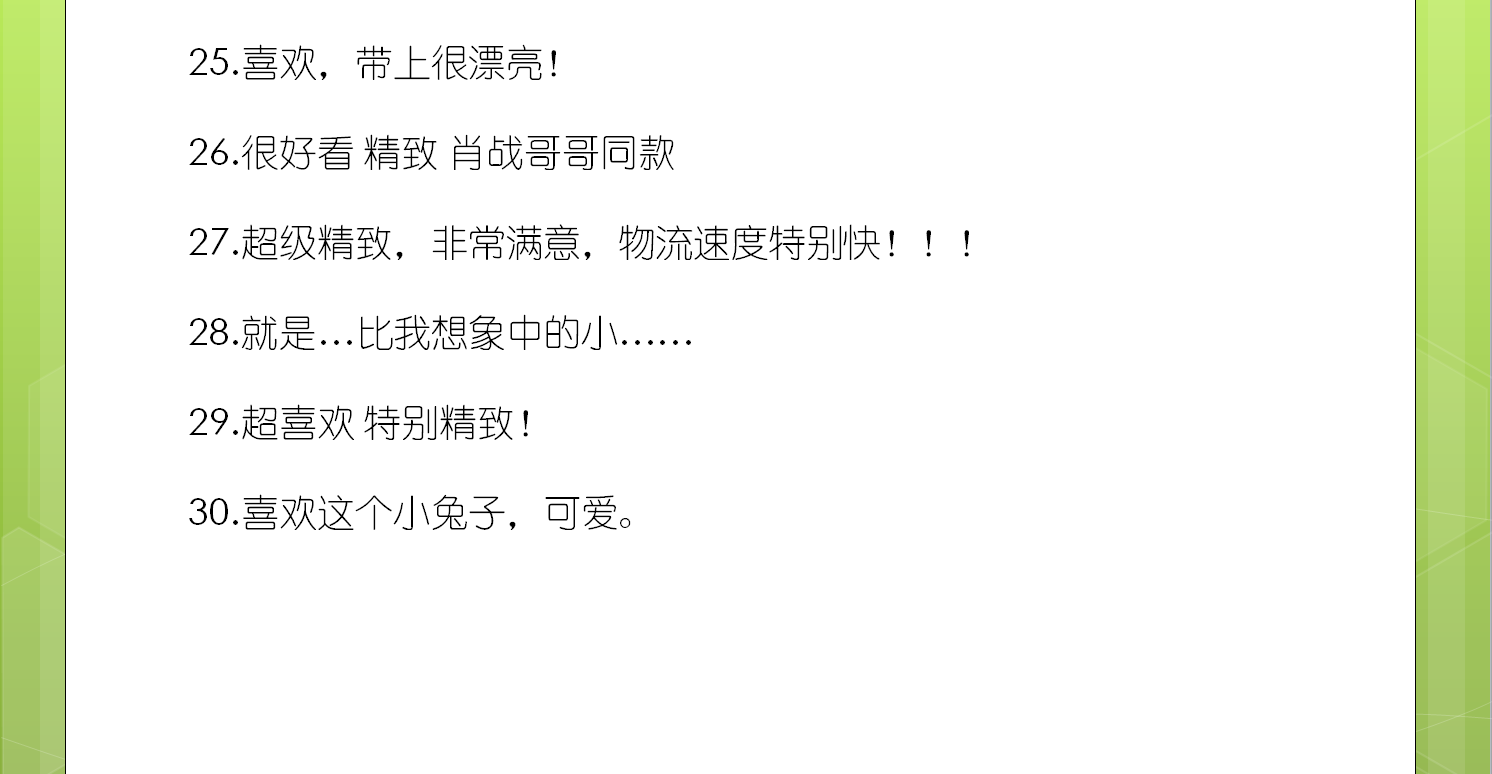 25.喜欢，带上很漂亮！
26.很好看 精致 肖战哥哥同款
27.超级精致，非常满意，物流速度特别快！！！
28.就是...比我想象中的小......
29.超喜欢 特别精致！
30.喜欢这个小兔子，可爱。